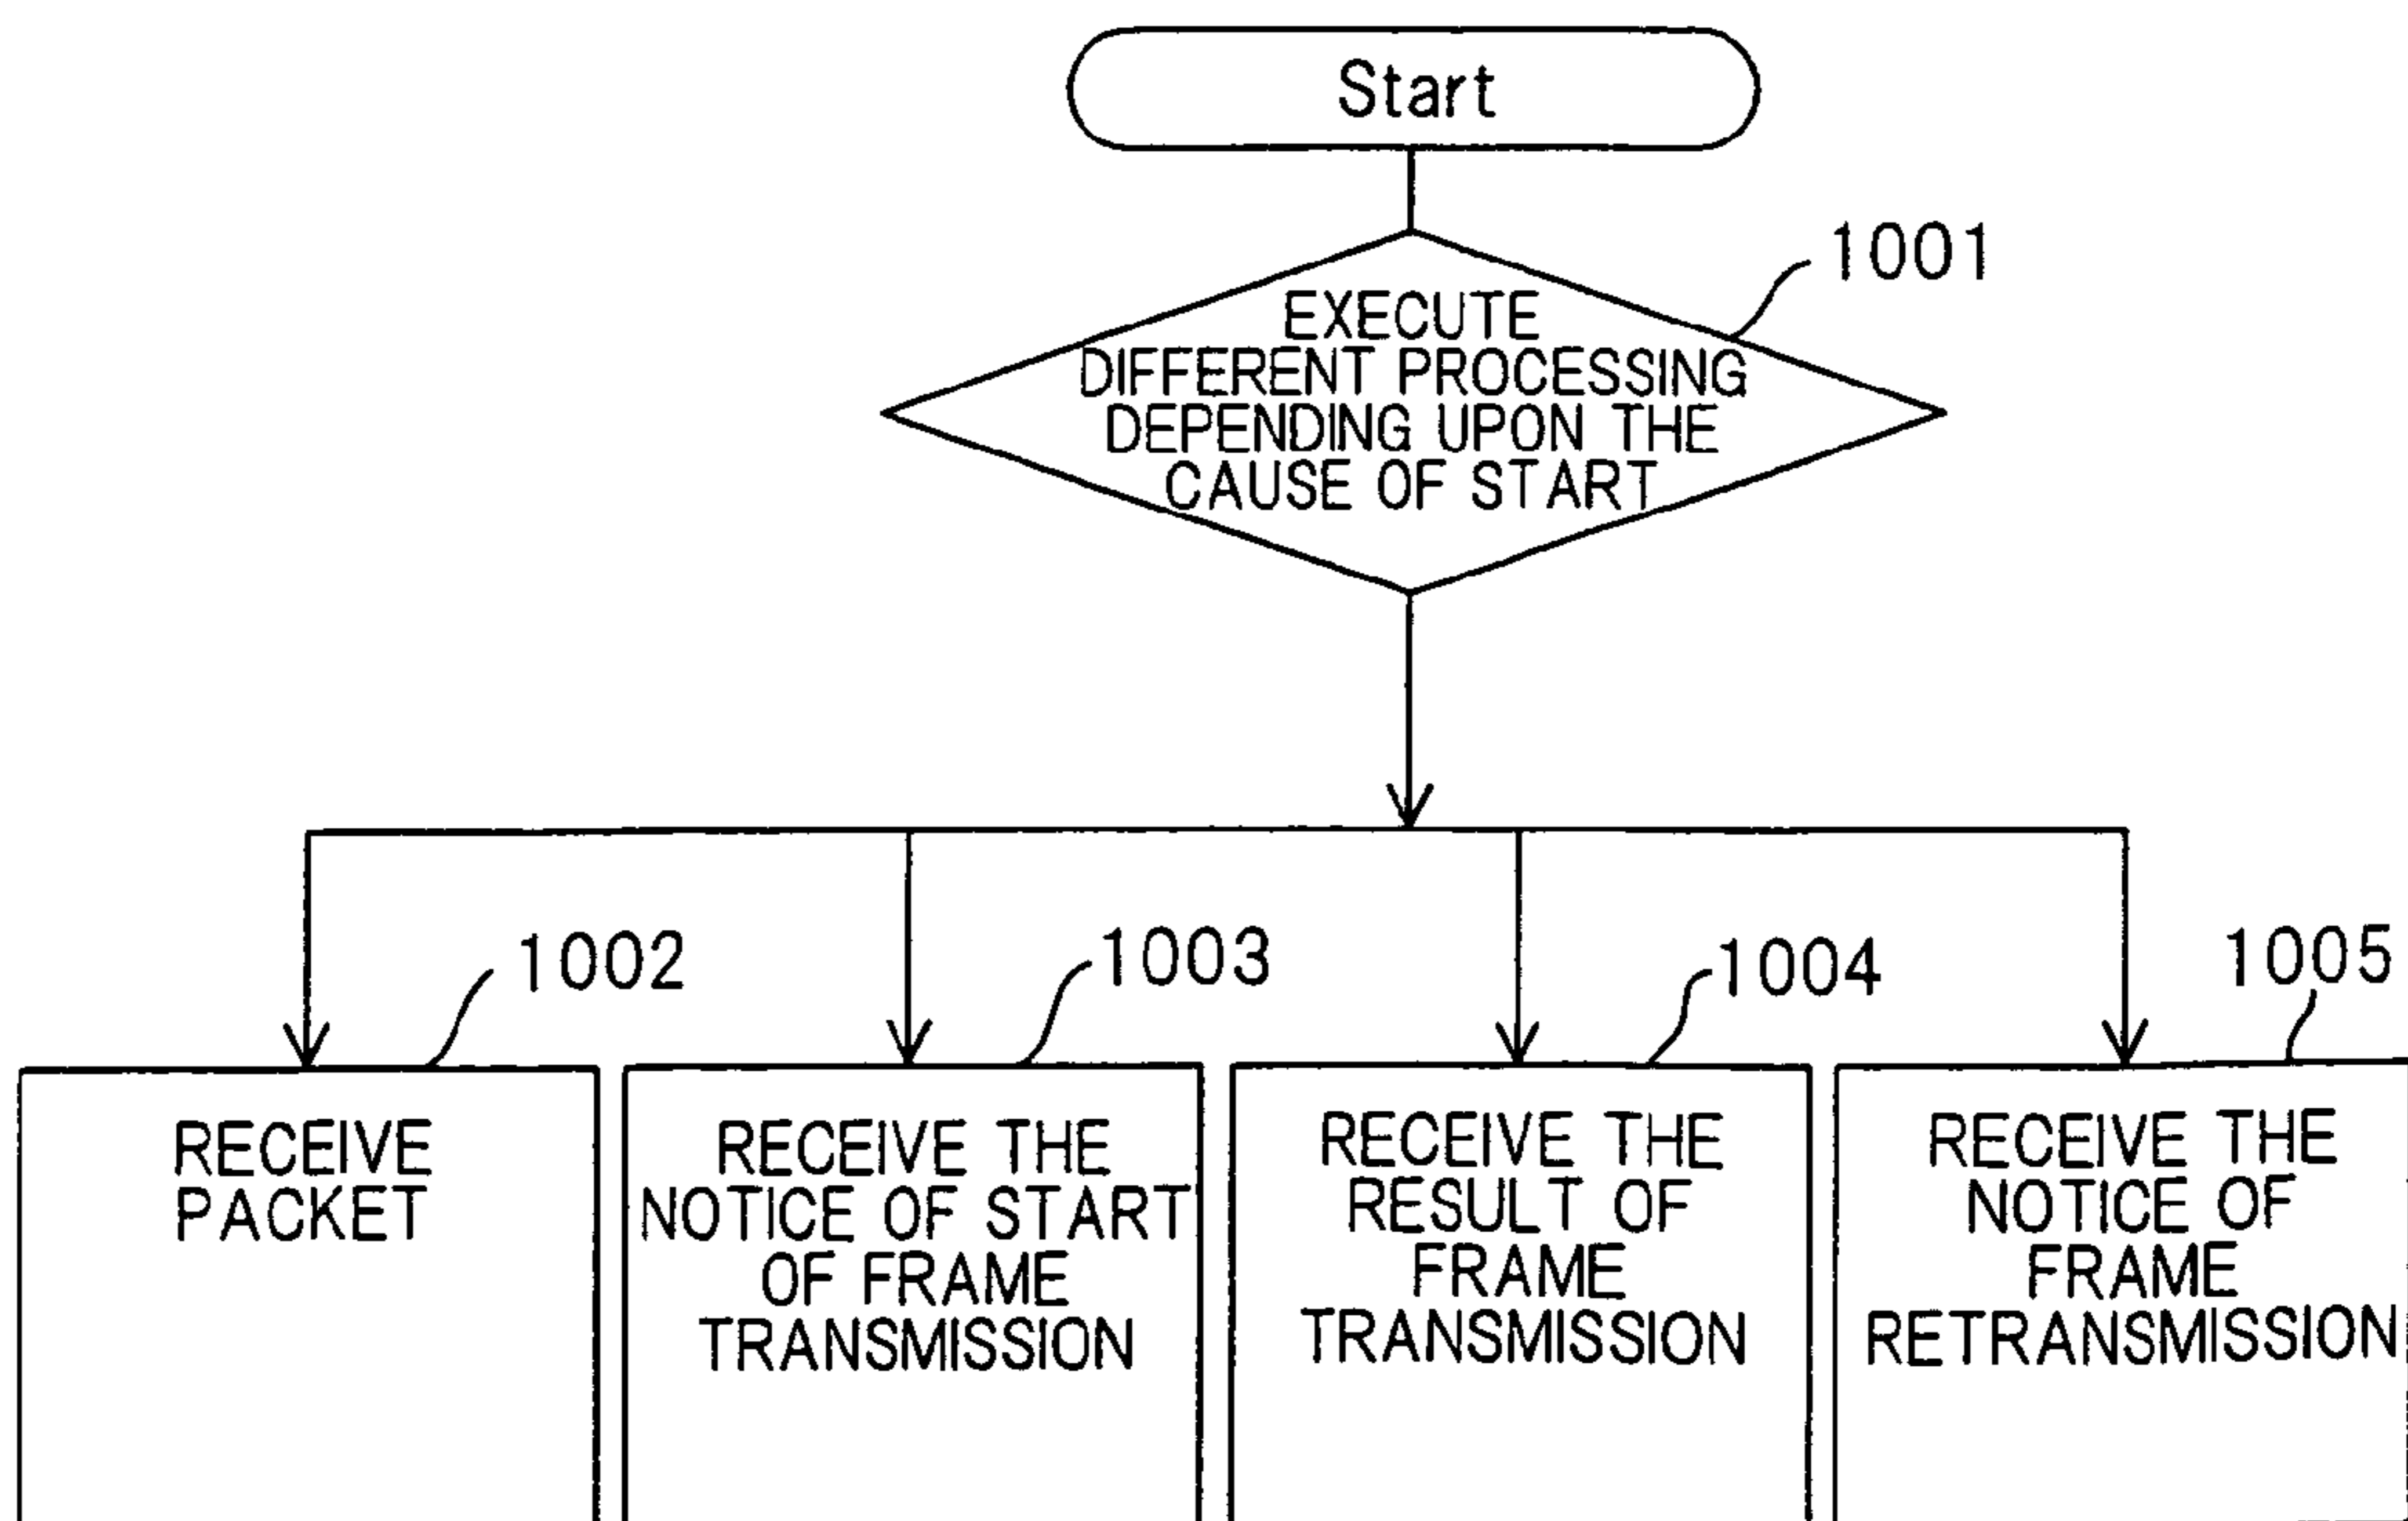 Start
1001
EXECUTE
DIFFERENT PROCESSING
DEPENDING UPON THE
CAUSE OF START
1002
1003
1004
1005
RECEIVE
PACKET
RECEIVE THE
NOTICE OF START
OF FRAME
TRANSMISSION
RECEIVE THE
RESULT OF
FRAME
TRANSMISSION
RECEIVE THE
NOTICE OF
FRAME
RETRANSMISSION